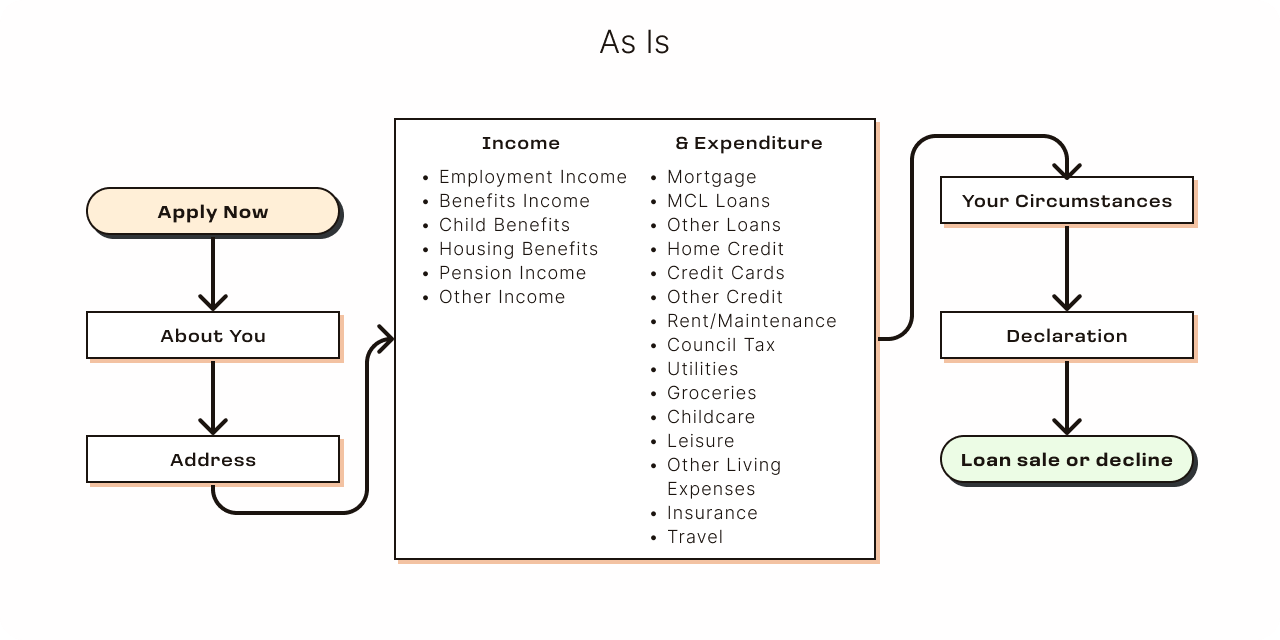 As Is
Apply Now
About You
Address
Income
Employment Income
Benefits Income
Child Benefits
Housing Benefits
Pension Income
Other Income
& Expenditure
Mortgage
MCL Loans
Other Loans
Home Credit
Credit Cards
Other Credit
Rent/Maintenance
Council Tax
Utilities
Groceries
Childcare
Leisure
Other Living
Expenses
Insurance
Travel
Your Circumstances
Declaration
Loan sale or decline